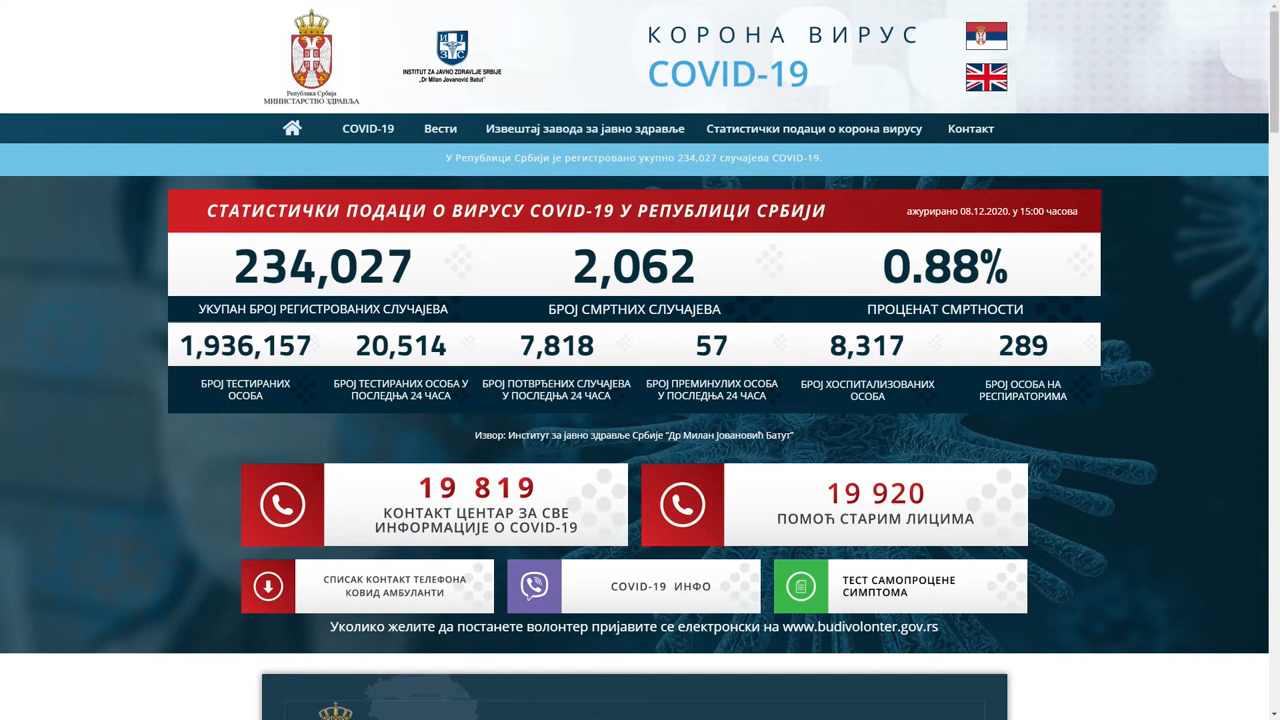 Република Србија
МИНИСТАРСТВО ЗДРАВЉА
И Ј
З С
INSTITUT ZA JAVNO ZDRAVLJE SRBIJE
„Dr Milan Jovanović Batut“
КОРОНА ВИРУС
COVID-19
COVID-19 Вести Извештај завода за јавно здравље Статистички подаци о корона вирусу Контакт
У Републици Србији је регистровано укупно 234,027 случајева COVID-19.
СТАТИСТИЧКИ ПОДАЦИ О ВИРУСУ COVID-19 У РЕПУБЛИЦИ СРБИЈИ
ажурирано 08.12.2020. у 15:00 часова
234,027 2,062 0.88%
УКУПАН БРОЈ РЕГИСТРОВАНИХ СЛУЧАЈЕВА БРОЈ СМРТНИХ СЛУЧАЈЕВА ПРОЦЕНАТ СМРТНОСТИ
1,936,157 20,514 7,818 57 8,317 289
БРОЈ ТЕСТИРАНИХ
ОСОБА
БРОЈ ТЕСТИРАНИХ ОСОБА У
ПОСЛЕДЊА 24 ЧАСА
БРОЈ ПОТВРЂЕНИХ СЛУЧАЈЕВА
У ПОСЛЕДЊА 24 ЧАСА
БРОЈ ПРЕМИНУЛИХ ОСОБА
У ПОСЛЕДЊА 24 ЧАСА
БРОЈ ХОСПИТАЛИЗОВАНИХ
ОСОБА
БРОЈ ОСОБА НА
РЕСПИРАТОРИМА
Извор: Институт за јавно здравље Србије “Др Милан Јовановић Батут”
19 819
КОНТАКТ ЦЕНТАР ЗА СВЕ
ИНФОРМАЦИЈЕ О COVID-19
19 920
ПОМОЋ СТАРИМ ЛИЦИМА
СПИСАК КОНТАКТ ТЕЛЕФОНА
КОВИД АМБУЛАНТИ
COVID-19 ИНФО
ТЕСТ САМОПРОЦЕНЕ
СИМПТОМА
Уколико желите да постанете волонтер пријавите се електронски на www.budivolonter.gov.rs